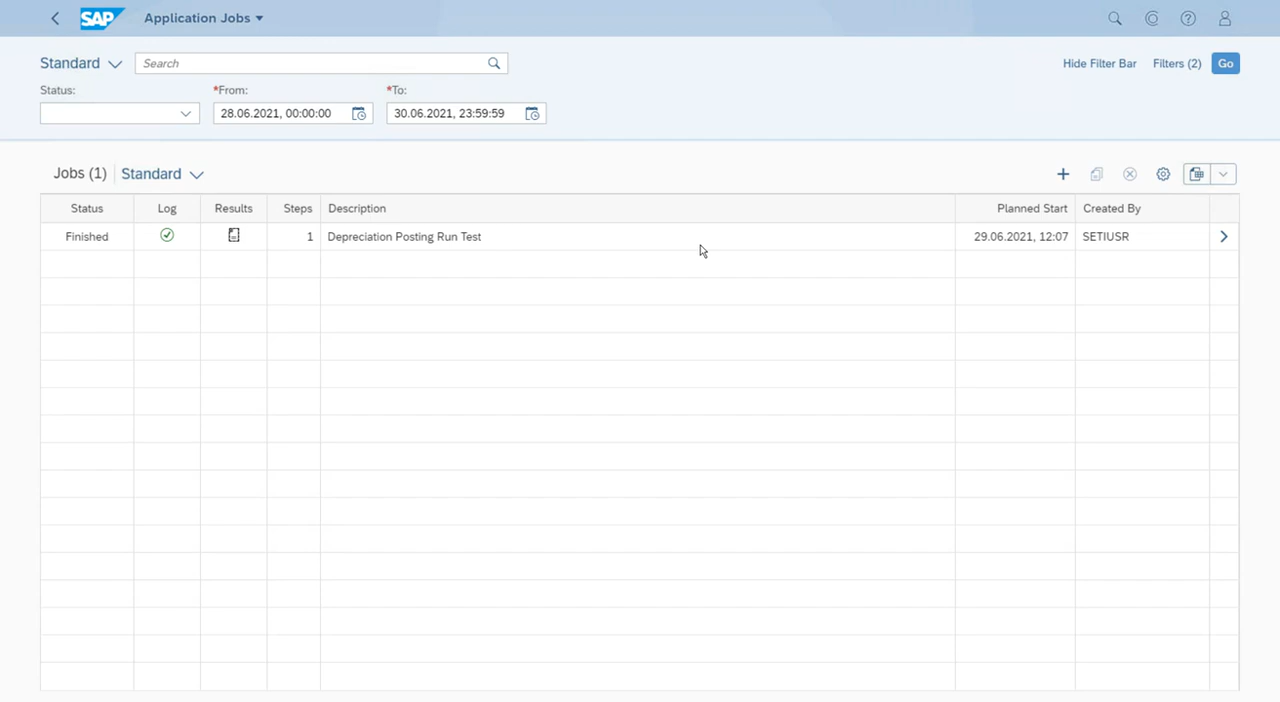 SAP Application Jobs
Standard Search Hide Filter Bar Filters (2) Go
Status: *From: *To:
28.06.2021, 00:00:00 30.06.2021, 23:59:59
Jobs (1) Standard
Status Log Results Steps Description Planned Start Created By
Finished 1 Depreciation Posting Run Test 29.06.2021, 12:07 SETIUSR